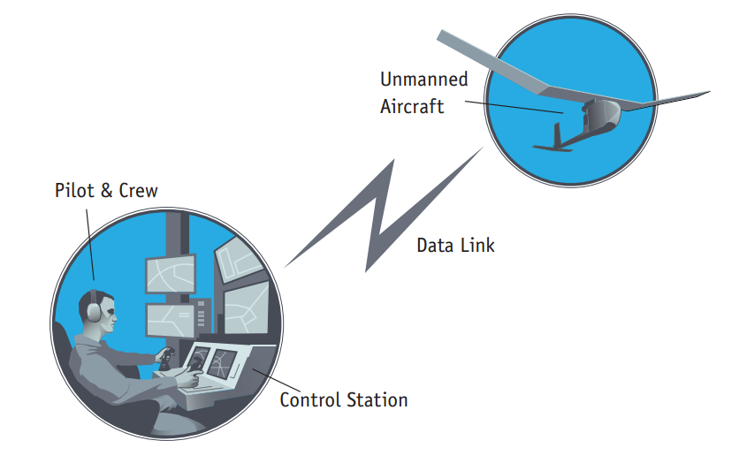 Unmanned
Aircraft
Pilot & Crew
Data Link
Control Station